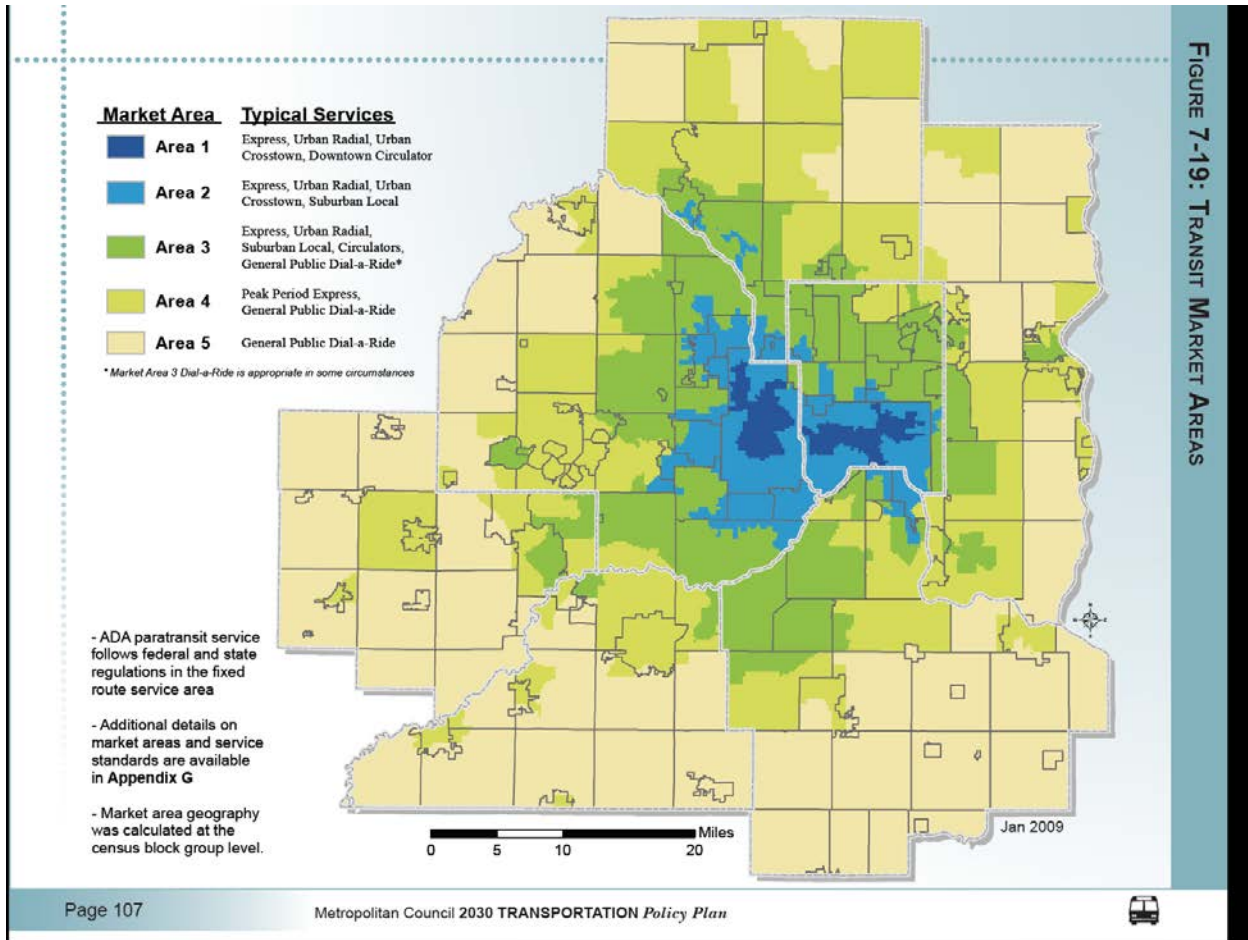 FIGURE 7-19: TRANSIT MARKET AREAS
Market Area Typical Services
Area 1 Express, Urban Radial, Urban
Crosstown, Downtown Circulator
Area 2 Express, Urban Radial, Urban
Crosstown, Suburban Local
Area 3 Express, Urban Radial,
Suburban Local, Circulators,
General Public Dial-a-Ride*
Area 4 Peak Period Express,
General Public Dial-a-Ride
Area 5 General Public Dial-a-Ride
* Market Area 3 Dial-a-Ride is appropriate in some circumstances
- ADA paratransit service
follows federal and state
regulations in the fixed
route service area
- Additional details on
market areas and service
standards are available
in Appendix G
- Market area geography
was calculated at the
census block group level.
Miles
0 5 10 20
Jan 2009
Page 107
Metropolitan Council 2030 TRANSPORTATION Policy Plan